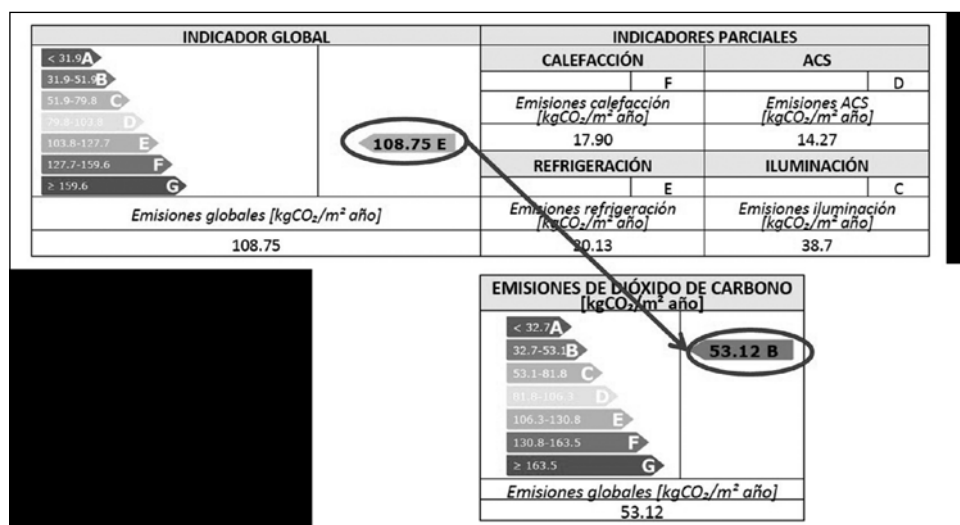 INDICADOR GLOBAL
INDICADORES PARCIALES
< 31.9 A
31.9-51.9 B
51.9-79.8 C
79.8-103.8 D
103.8-127.7 E
127.7-159.6 F
≥ 159.6 G
108.75 E
CALEFACCIÓN
ACS
F
D
Emisiones calefacción
[kgCO₂/m² año]
Emisiones ACS
[kgCO₂/m² año]
17.90
14.27
REFRIGERACIÓN
ILUMINACIÓN
E
C
Emisiones globales [kgCO₂/m² año]
Emisiones refrigeración
[kgCO₂/m² año]
Emisiones iluminación
[kgCO₂/m² año]
108.75
20.13
38.7
EMISIONES DE DIÓXIDO DE CARBONO
[kgCO₂/m² año]
< 32.7 A
32.7-53.1 B
53.1-81.8 C
81.8-106.3 D
106.3-130.8 E
130.8-163.5 F
≥ 163.5 G
53.12 B
Emisiones globales [kgCO₂/m² año]
53.12